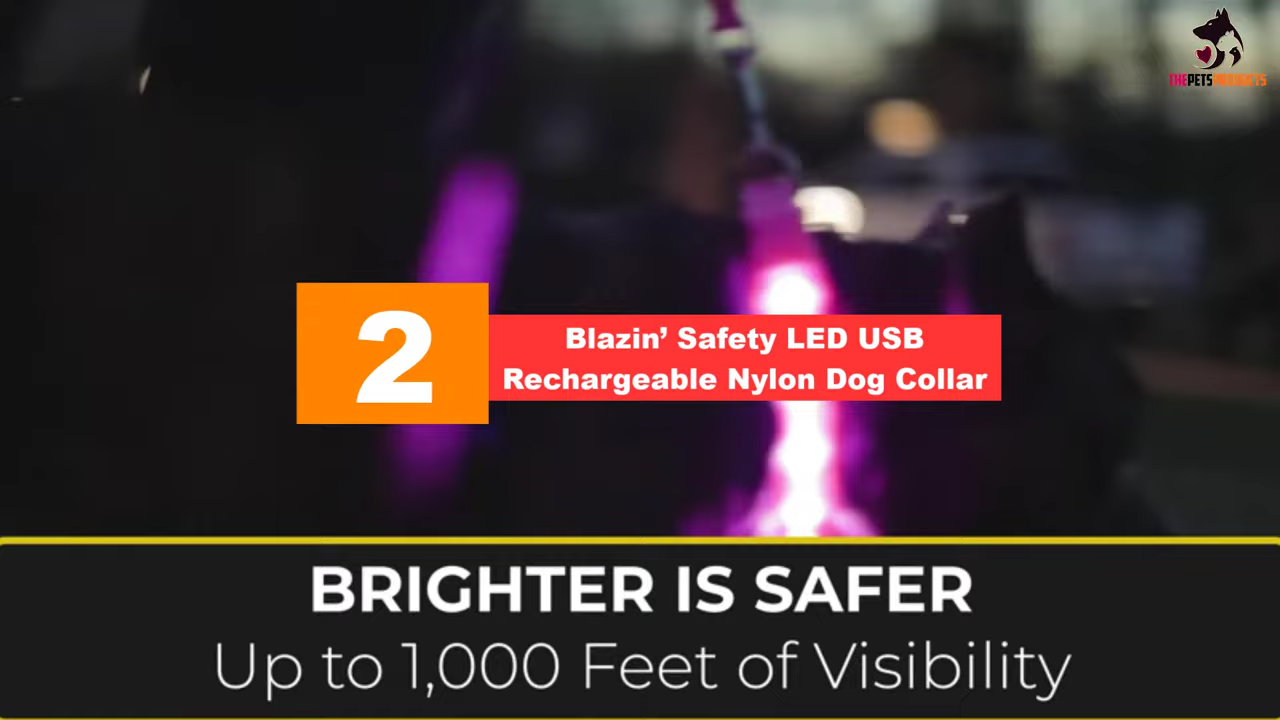 THEPETSPRODUCTS
2
Blazin’ Safety LED USB
Rechargeable Nylon Dog Collar
BRIGHTER IS SAFER
Up to 1,000 Feet of Visibility